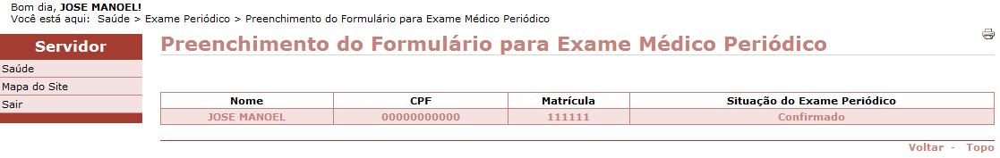 Bom dia, JOSE MANOEL!
Você está aqui: Saúde > Exame Periódico > Preenchimento do Formulário para Exame Médico Periódico
Servidor
Saúde
Mapa do Site
Sair
Preenchimento do Formulário para Exame Médico Periódico
Nome CPF Matrícula Situação do Exame Periódico
JOSE MANOEL 00000000000 111111 Confirmado
Voltar - Topo